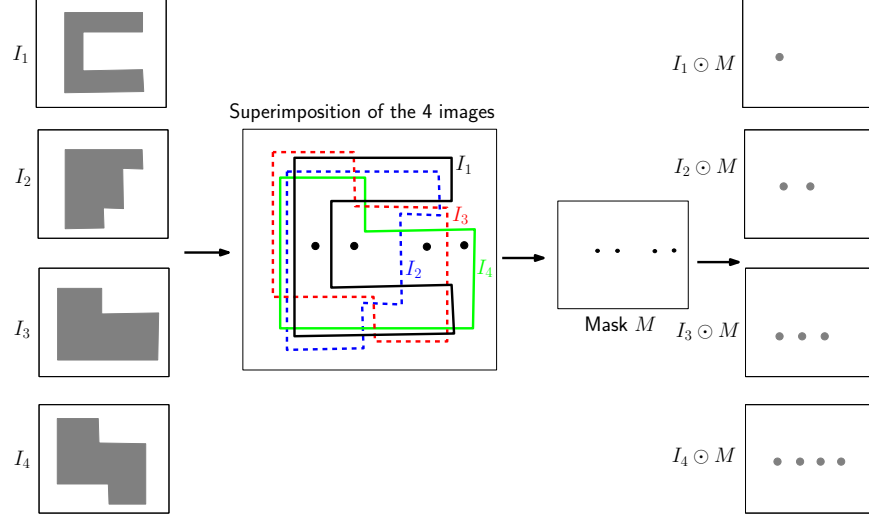 I₁
I₂
I₃
I₄
Superimposition of the 4 images
I₁
I₃
I₂
I₄
Mask M
I₁ ⊙ M
I₂ ⊙ M
I₃ ⊙ M
I₄ ⊙ M